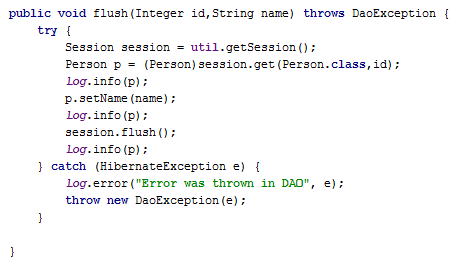 public void flush(Integer id,String name) throws DaoException {
    try {
        Session session = util.getSession();
        Person p = (Person)session.get(Person.class,id);
        Log.info(p);
        p.setName(name);
        Log.info(p);
        session.flush();
        Log.info(p);
    } catch (HibernateException e) {
        Log.error("Error was thrown in DAO", e);
        throw new DaoException(e);
    }
}